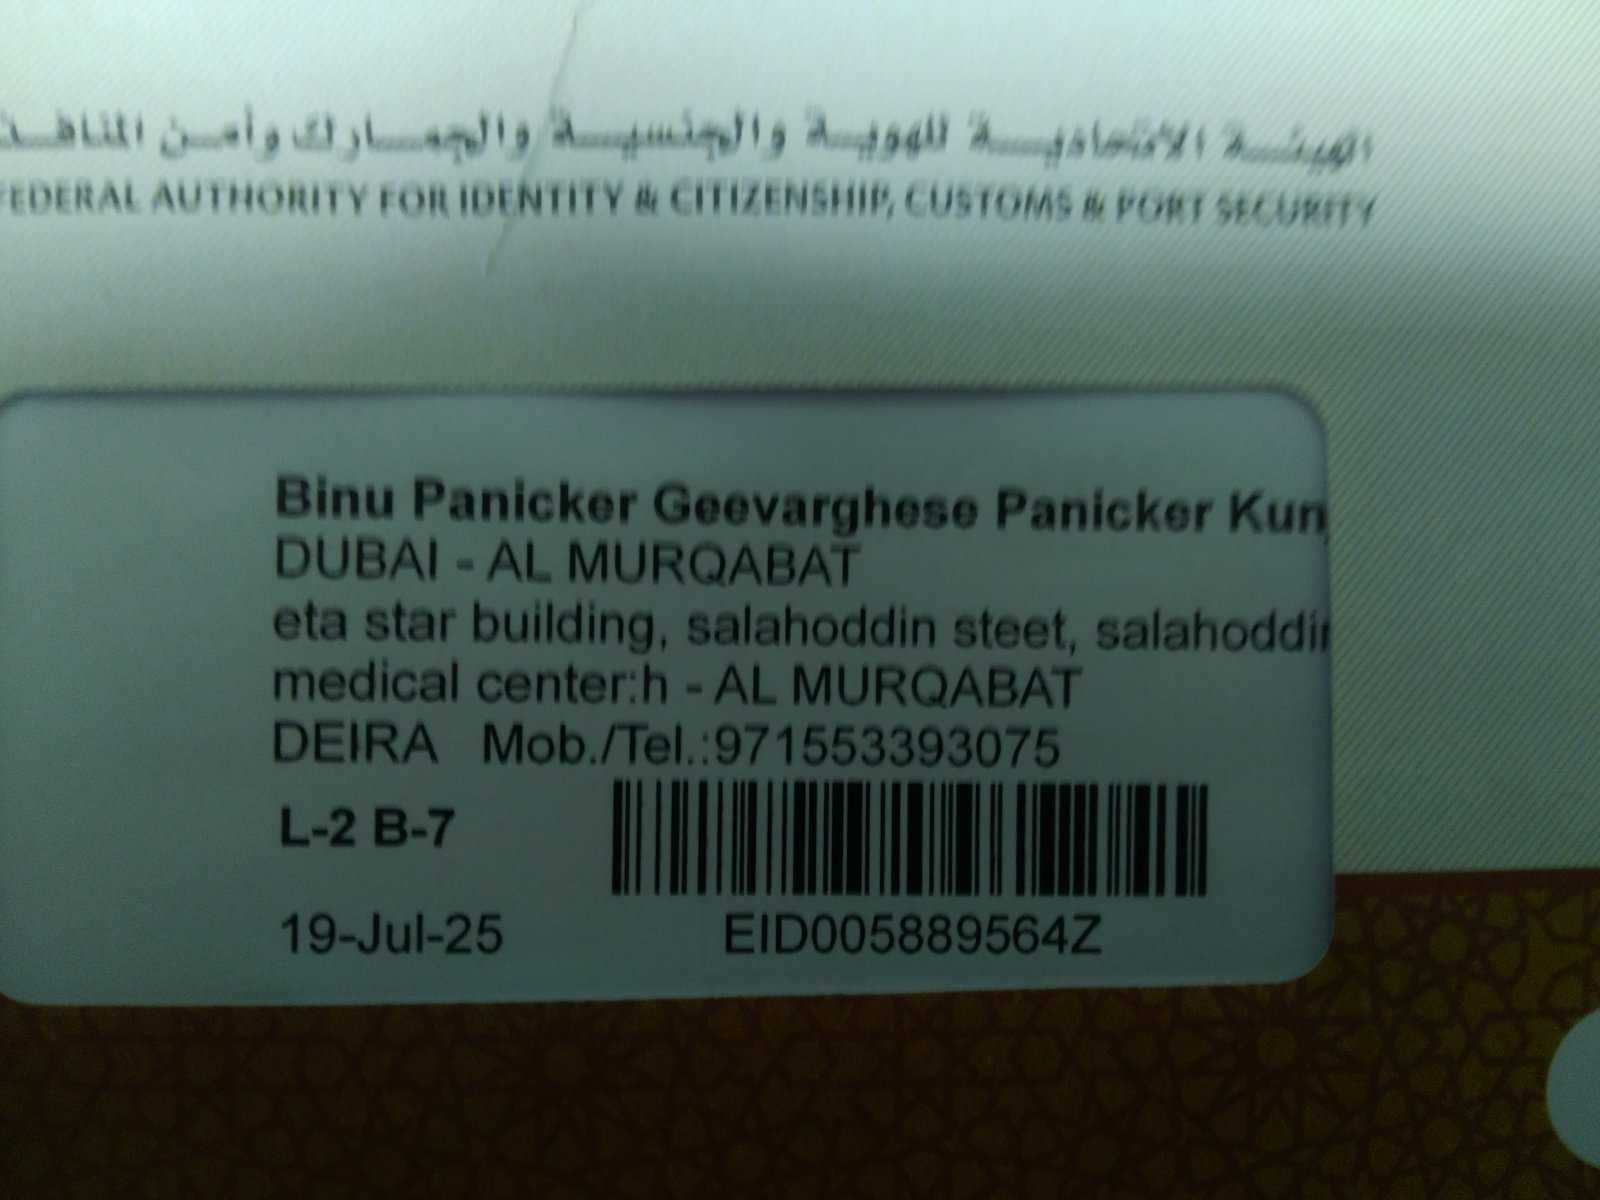 الهيئة الاتحادية للهوية والجنسية والجمارك وأمن المنافذ
FEDERAL AUTHORITY FOR IDENTITY & CITIZENSHIP, CUSTOMS & PORT SECURITY
Binu Panicker Geevarghese Panicker Kun
DUBAI - AL MURQABAT
eta star building, salahoddin steet, salahoddin
medical center:h - AL MURQABAT
DEIRA Mob./Tel.:971553393075
L-2 B-7
19-Jul-25 EID005889564Z